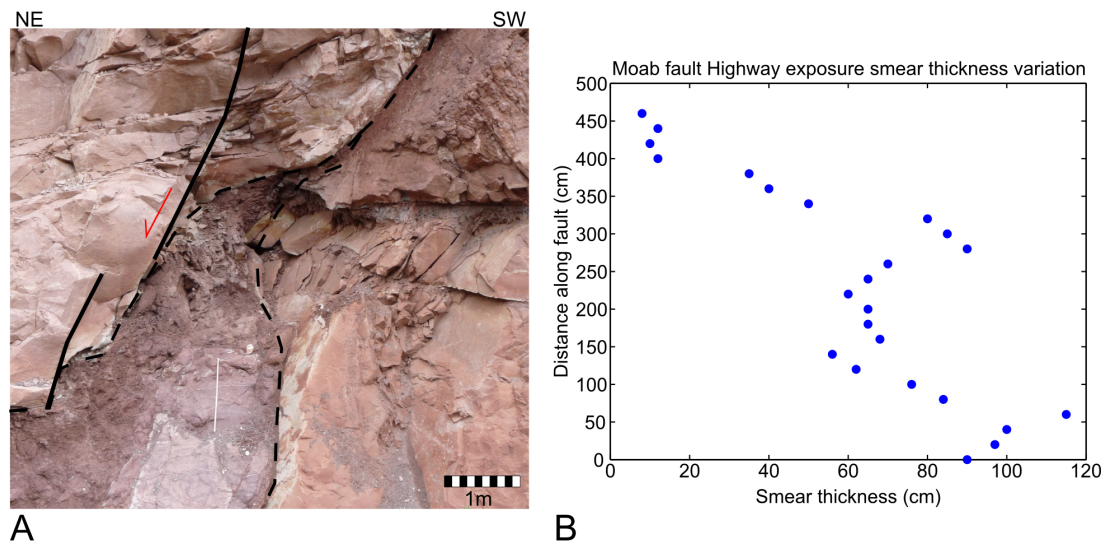 NE
SW
1m
A
Moab fault Highway exposure smear thickness variation
Distance along fault (cm)
500
450
400
350
300
250
200
150
100
50
0
0 20 40 60 80 100 120
Smear thickness (cm)
B